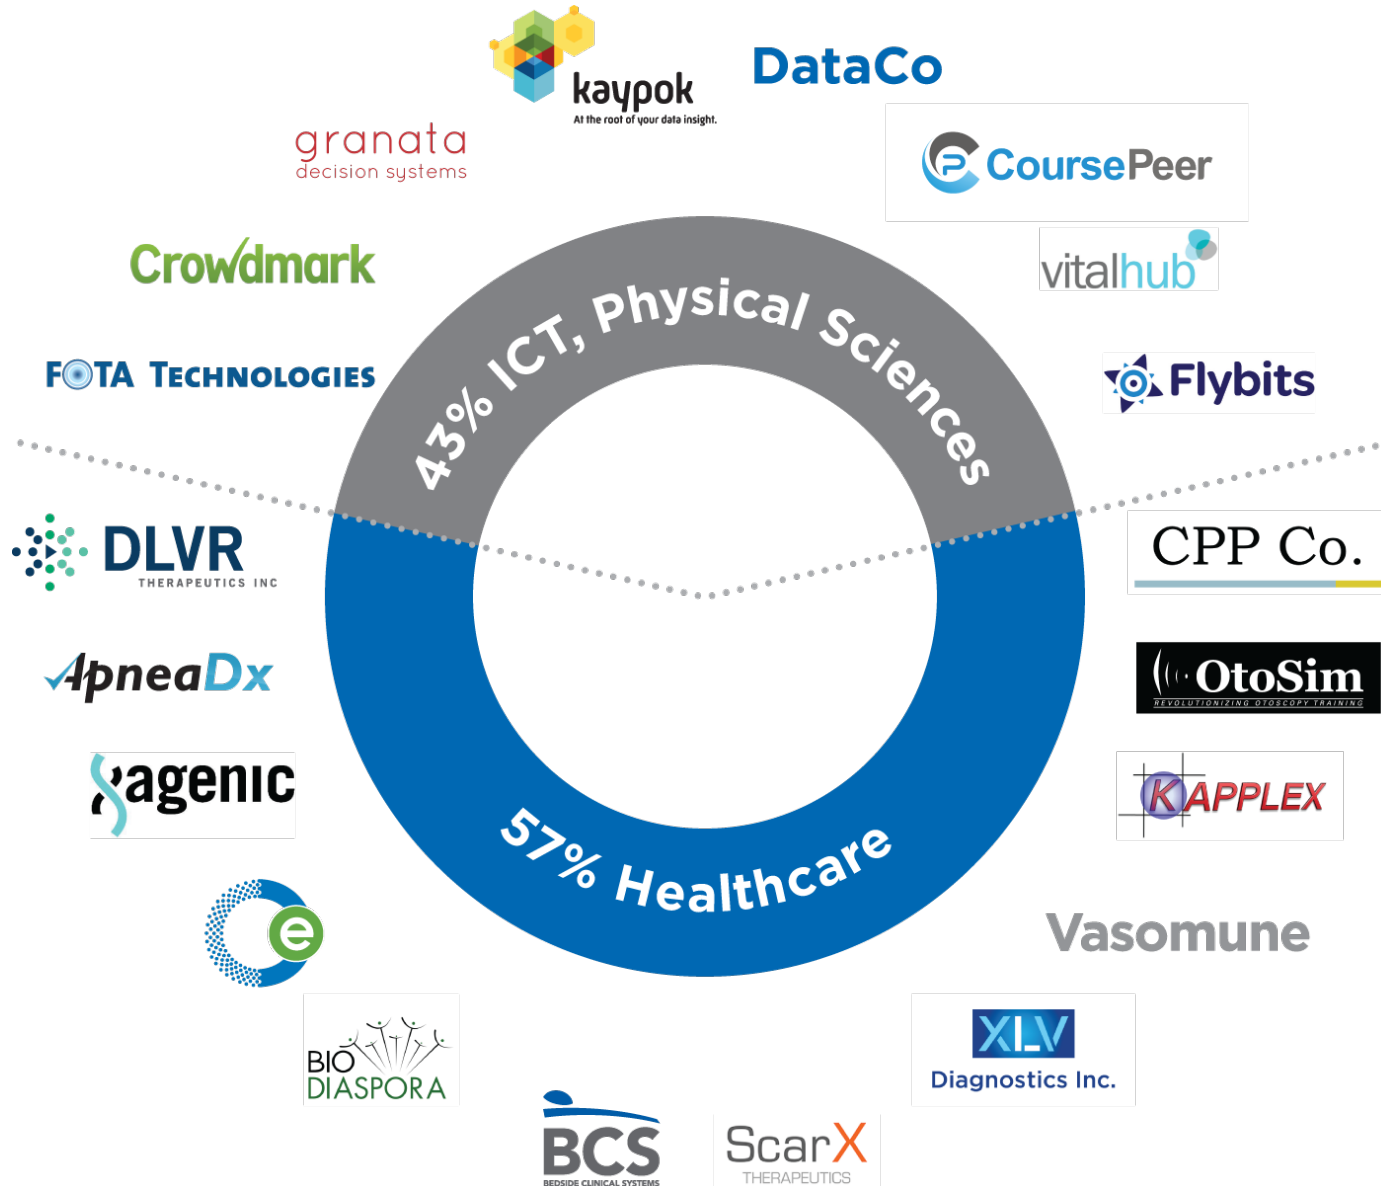 kaypok
At the root of your data insight.
DataCo
granata
decision systems
CoursePeer
Crowdmark
vitalhub
FOTA TECHNOLOGIES
Flybits
43% ICT, Physical Sciences
DLVR
THERAPEUTICS INC
CPP Co.
ApneaDx
OtoSim
REVOLUTIONIZING OTOSCOPY TRAINING
xagenic
KAPPLEX
57% Healthcare
e
Vasomune
BIO
DIASPORA
XLV
Diagnostics Inc.
BCS
BEDSIDE CLINICAL SYSTEMS
ScarX
THERAPEUTICS